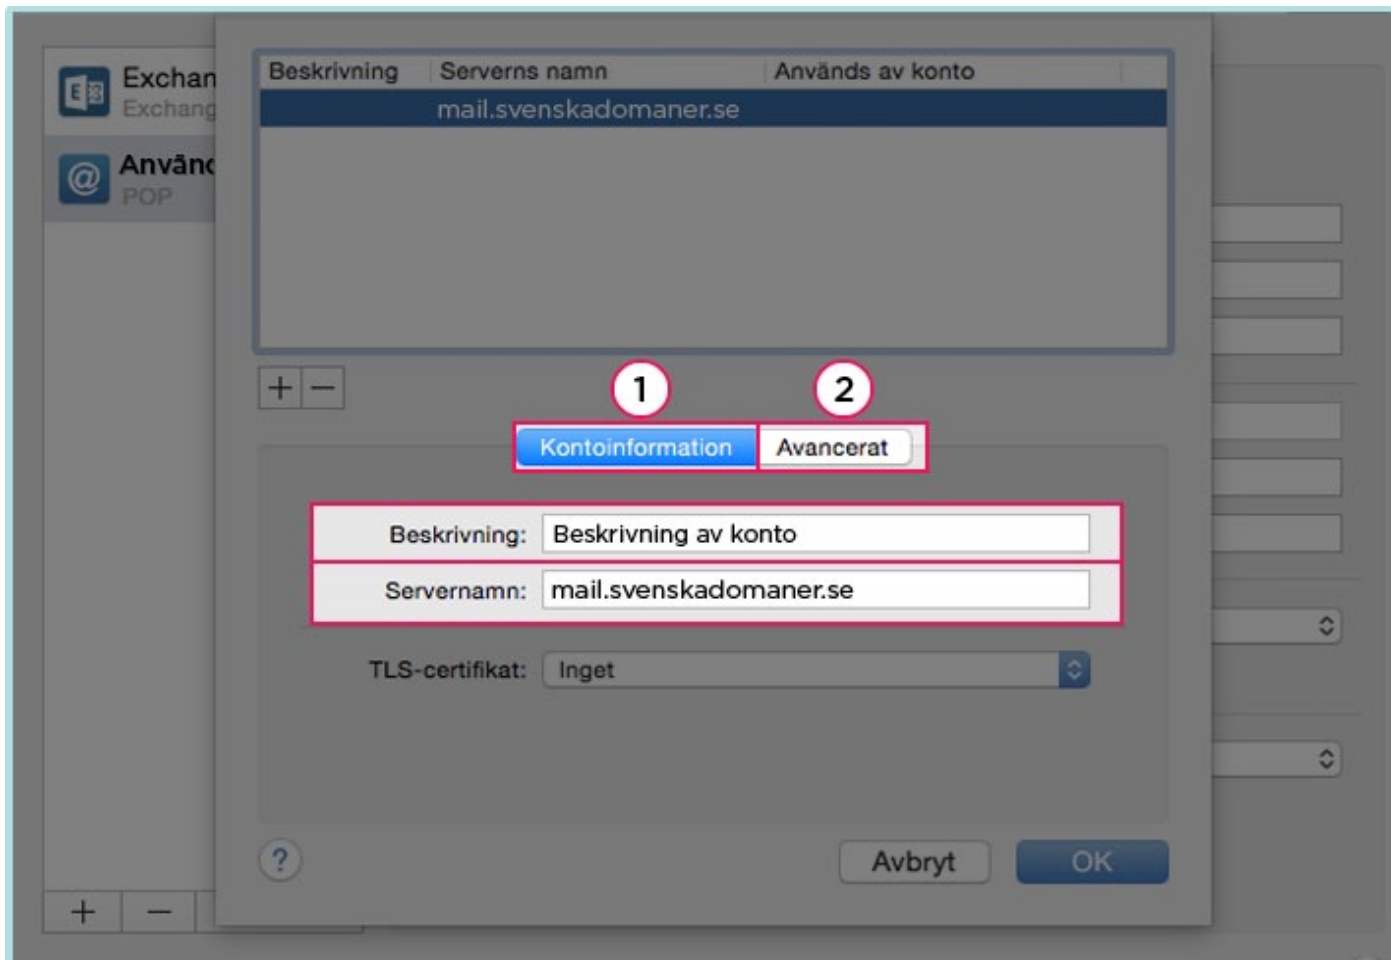 Exchan
Exchang
Använd
POP
Beskrivning Serverns namn Används av konto
mail.svenskadomaner.se
1 2
Kontoinformation Avancerat
Beskrivning: Beskrivning av konto
Servernamn: mail.svenskadomaner.se
TLS-certifikat: Inget
? Avbryt OK